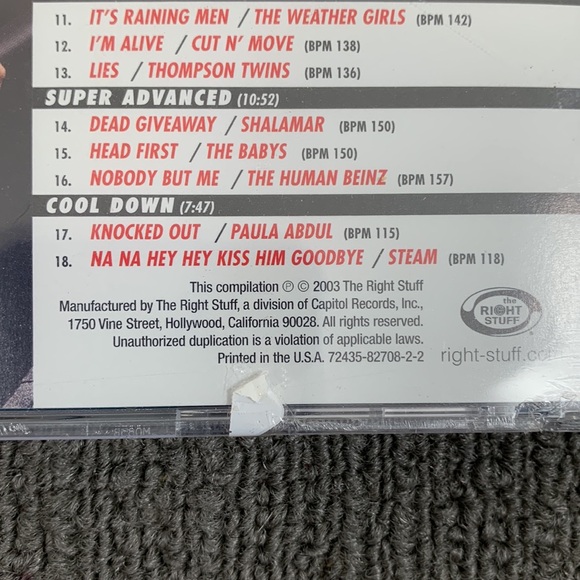 11. IT'S RAINING MEN / THE WEATHER GIRLS (BPM 142)
12. I'M ALIVE / CUT N' MOVE (BPM 138)
13. LIES / THOMPSON TWINS (BPM 136)
SUPER ADVANCED (10:52)
14. DEAD GIVEAWAY / SHALAMAR (BPM 150)
15. HEAD FIRST / THE BABYS (BPM 150)
16. NOBODY BUT ME / THE HUMAN BEINZ (BPM 157)
COOL DOWN (7:47)
17. KNOCKED OUT / PAULA ABDUL (BPM 115)
18. NA NA HEY HEY KISS HIM GOODBYE / STEAM (BPM 118)
This compilation ℗ © 2003 The Right Stuff
Manufactured by The Right Stuff, a division of Capitol Records, Inc.,
1750 Vine Street, Hollywood, California 90028. All rights reserved.
Unauthorized duplication is a violation of applicable laws.
Printed in the U.S.A. 72435-82708-2-2
the
RIGHT
STUFF
right-stuff.com